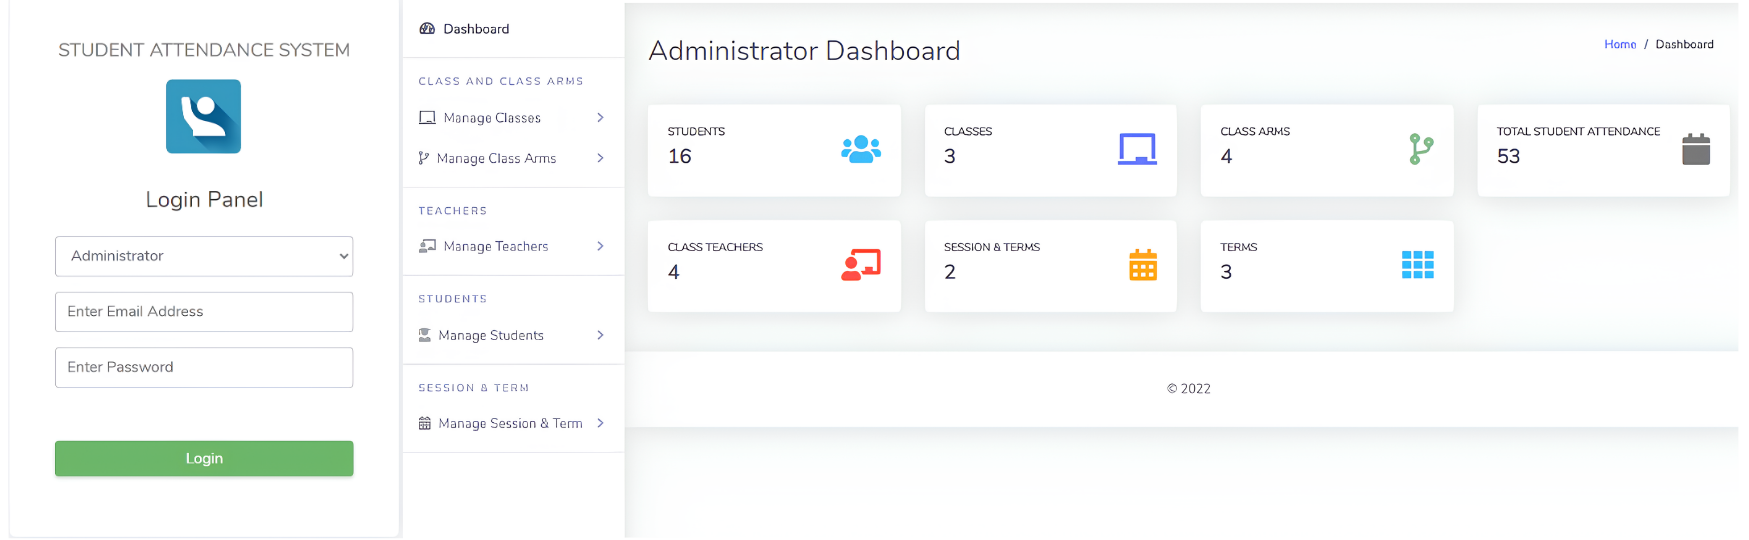 STUDENT ATTENDANCE SYSTEM
Login Panel
Administrator
Enter Email Address
Enter Password
Login
Dashboard
CLASS AND CLASS ARMS
Manage Classes
Manage Class Arms
TEACHERS
Manage Teachers
STUDENTS
Manage Students
SESSION & TERM
Manage Session & Term
Administrator Dashboard
Home / Dashboard
STUDENTS
16
CLASSES
3
CLASS ARMS
4
TOTAL STUDENT ATTENDANCE
53
CLASS TEACHERS
4
SESSION & TERMS
2
TERMS
3
© 2022